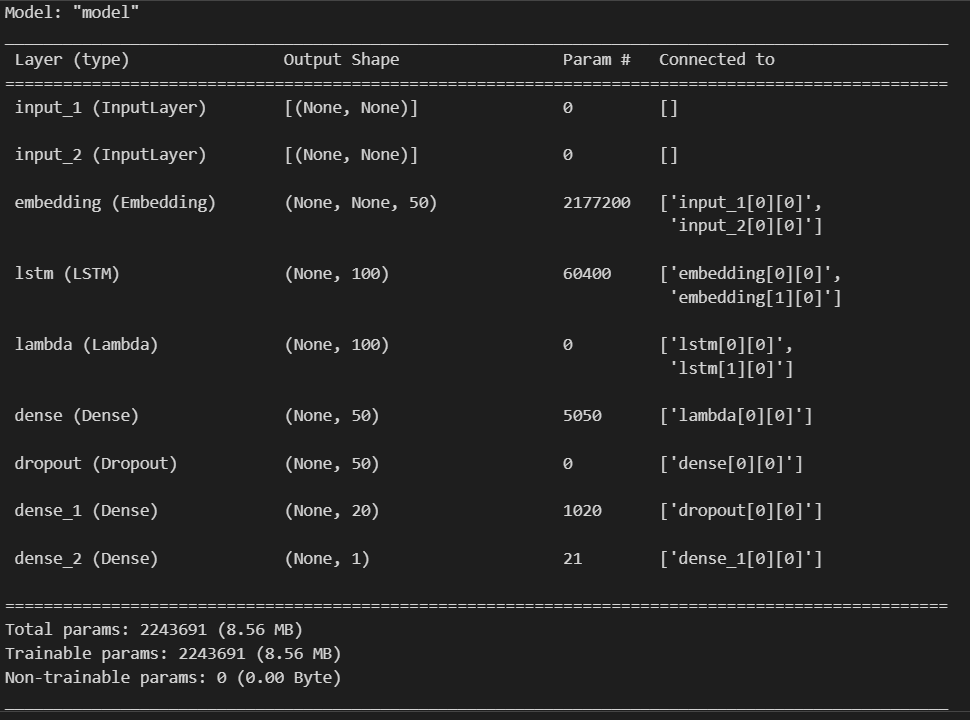 Model: "model"
__________________________________________________________________________________________________
Layer (type) Output Shape Param # Connected to
==================================================================================================
input_1 (InputLayer) [(None, None)] 0 []
input_2 (InputLayer) [(None, None)] 0 []
embedding (Embedding) (None, None, 50) 2177200 ['input_1[0][0]',
'input_2[0][0]']
lstm (LSTM) (None, 100) 60400 ['embedding[0][0]',
'embedding[1][0]']
lambda (Lambda) (None, 100) 0 ['lstm[0][0]',
'lstm[1][0]']
dense (Dense) (None, 50) 5050 ['lambda[0][0]']
dropout (Dropout) (None, 50) 0 ['dense[0][0]']
dense_1 (Dense) (None, 20) 1020 ['dropout[0][0]']
dense_2 (Dense) (None, 1) 21 ['dense_1[0][0]']
==================================================================================================
Total params: 2243691 (8.56 MB)
Trainable params: 2243691 (8.56 MB)
Non-trainable params: 0 (0.00 Byte)
__________________________________________________________________________________________________